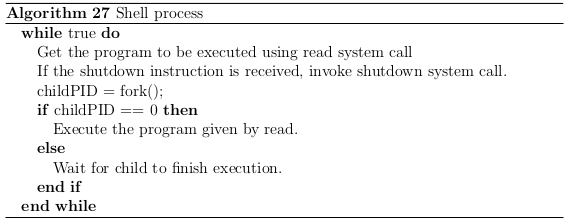 Algorithm 27 Shell process
while true do
Get the program to be executed using read system call
If the shutdown instruction is received, invoke shutdown system call.
childPID = fork();
if childPID == 0 then
Execute the program given by read.
else
Wait for child to finish execution.
end if
end while